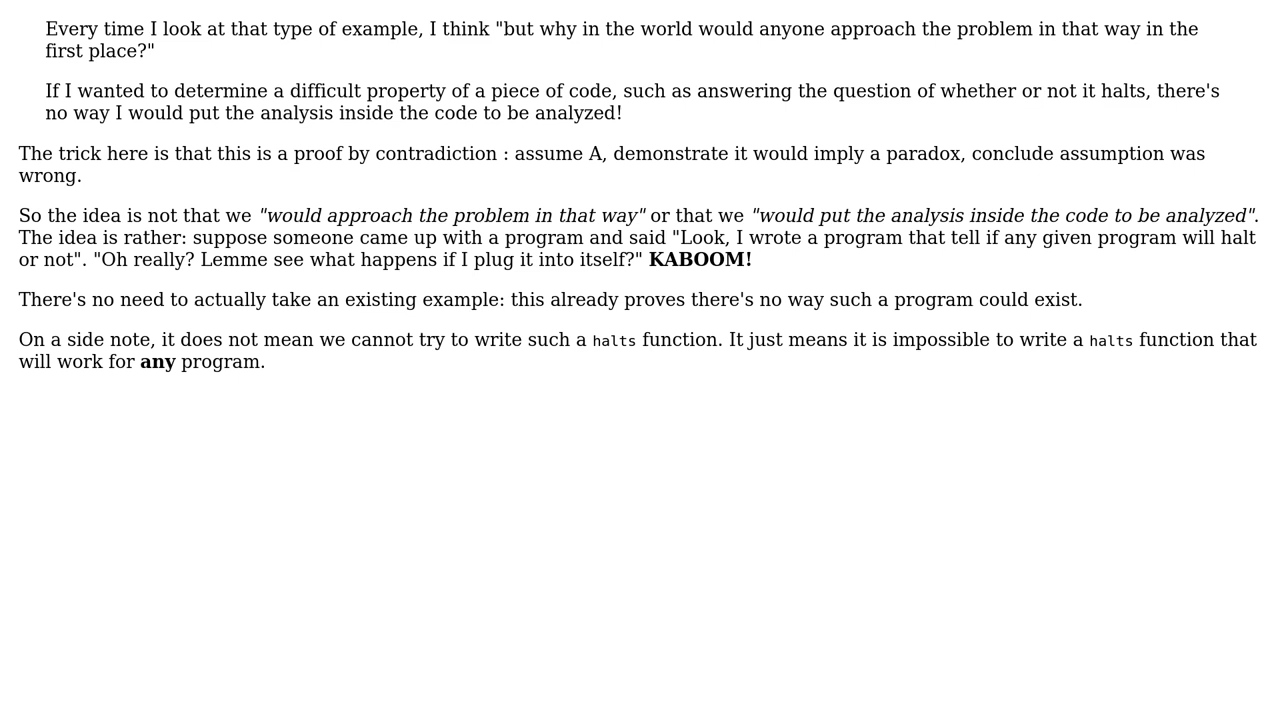 Every time I look at that type of example, I think "but why in the world would anyone approach the problem in that way in the
first place?"
If I wanted to determine a difficult property of a piece of code, such as answering the question of whether or not it halts, there's
no way I would put the analysis inside the code to be analyzed!
The trick here is that this is a proof by contradiction : assume A, demonstrate it would imply a paradox, conclude assumption was
wrong.
So the idea is not that we "would approach the problem in that way" or that we "would put the analysis inside the code to be analyzed".
The idea is rather: suppose someone came up with a program and said "Look, I wrote a program that tell if any given program will halt
or not". "Oh really? Lemme see what happens if I plug it into itself?" KABOOM!
There's no need to actually take an existing example: this already proves there's no way such a program could exist.
On a side note, it does not mean we cannot try to write such a halts function. It just means it is impossible to write a halts function that
will work for any program.